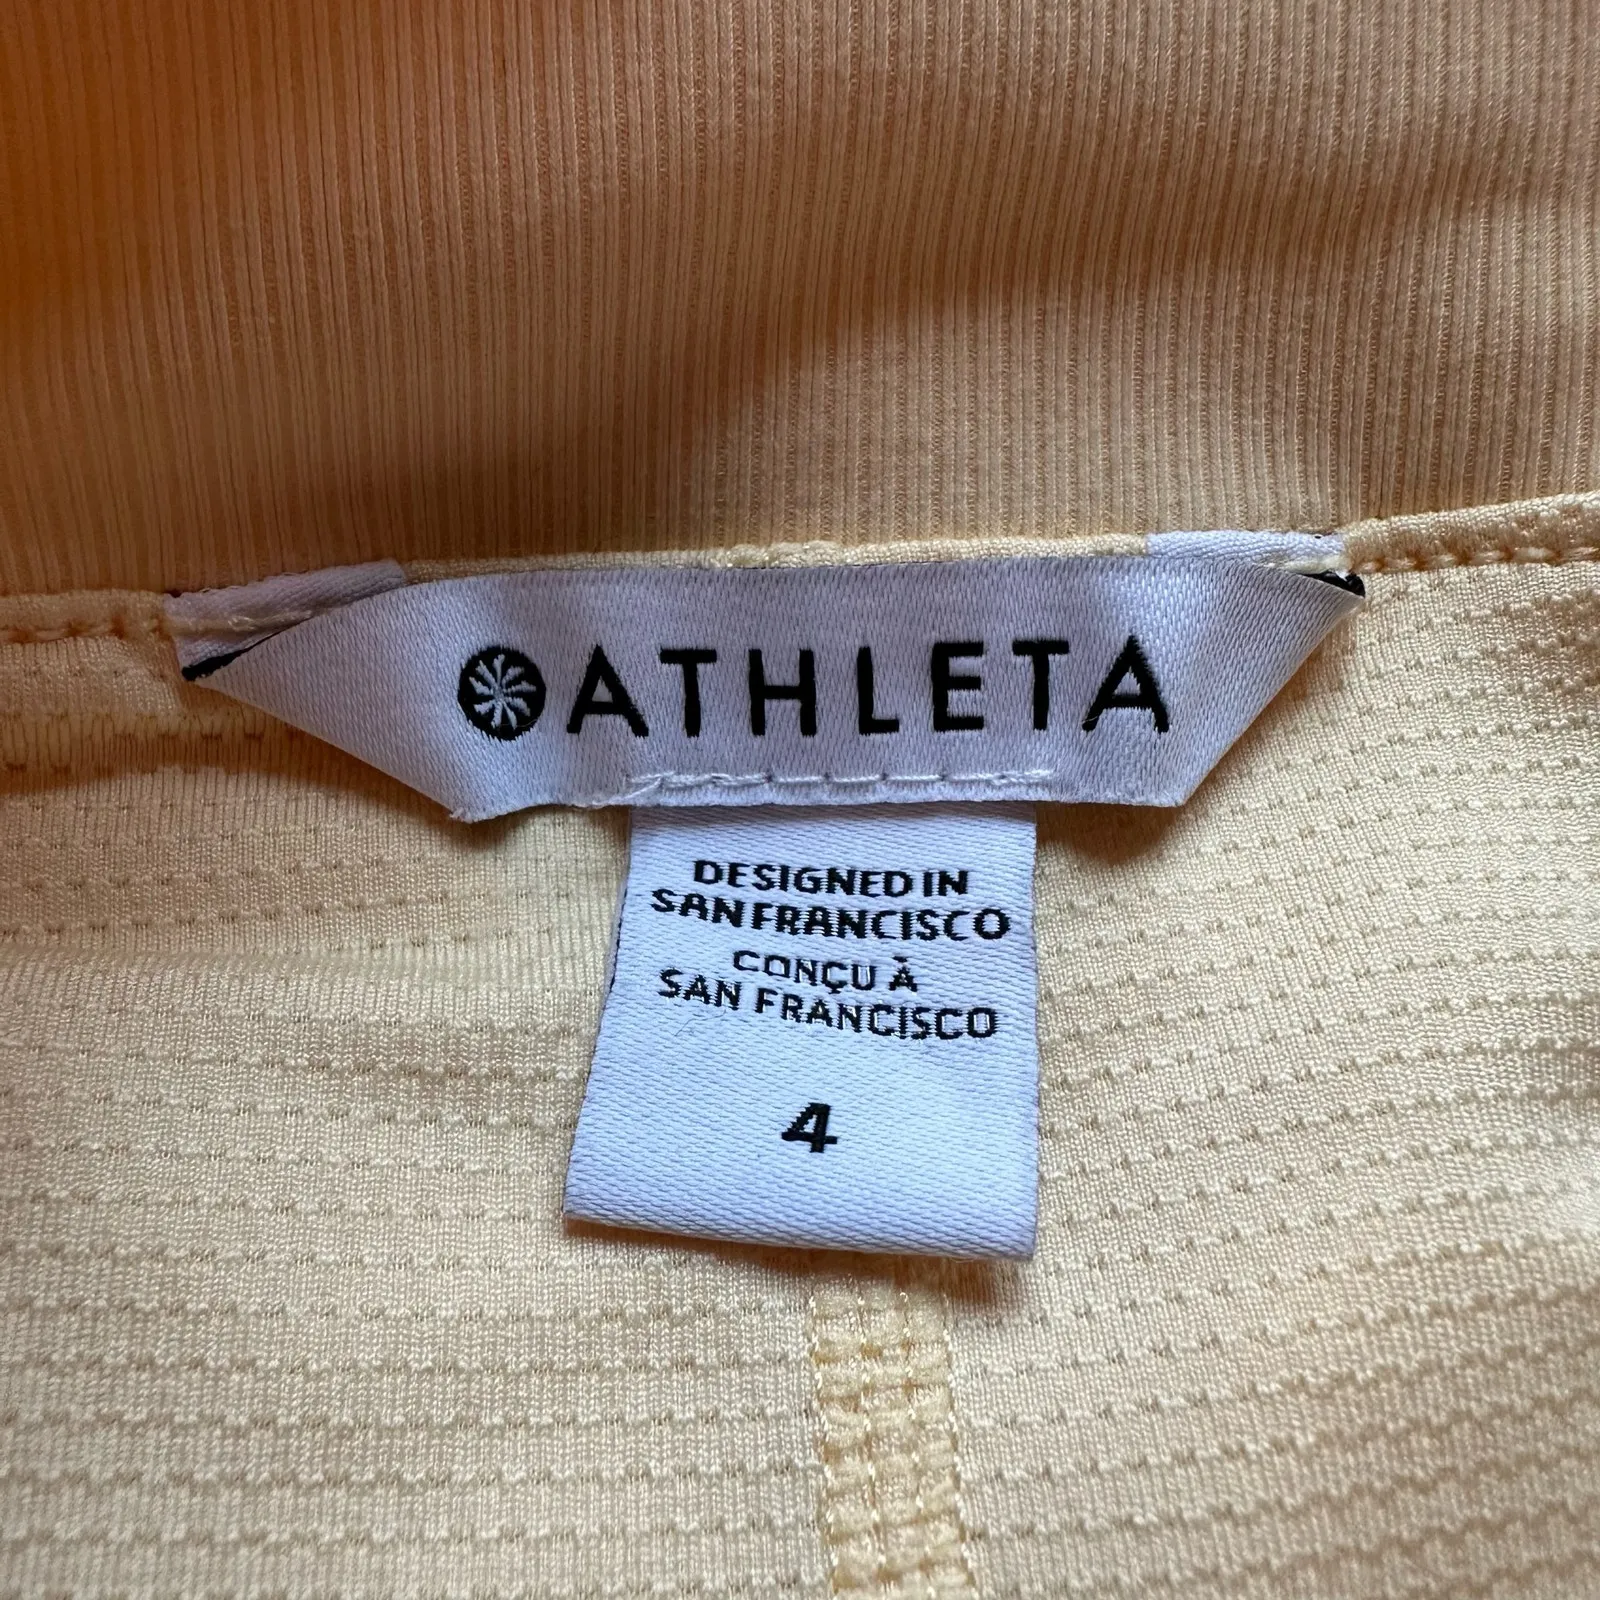 ATHLETA
DESIGNED IN
SAN FRANCISCO
CONÇU À
SAN FRANCISCO
4